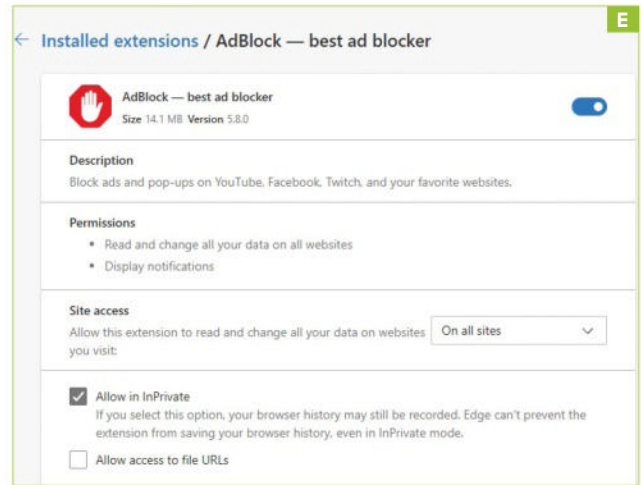 E
← Installed extensions / AdBlock — best ad blocker
AdBlock — best ad blocker
Size 14.1 MB Version 5.8.0
Description
Block ads and pop-ups on YouTube, Facebook, Twitch, and your favorite websites.
Permissions
• Read and change all your data on all websites
• Display notifications
Site access
Allow this extension to read and change all your data on websites
you visit:
On all sites
Allow in InPrivate
If you select this option, your browser history may still be recorded. Edge can't prevent the
extension from saving your browser history, even in InPrivate mode.
Allow access to file URLs